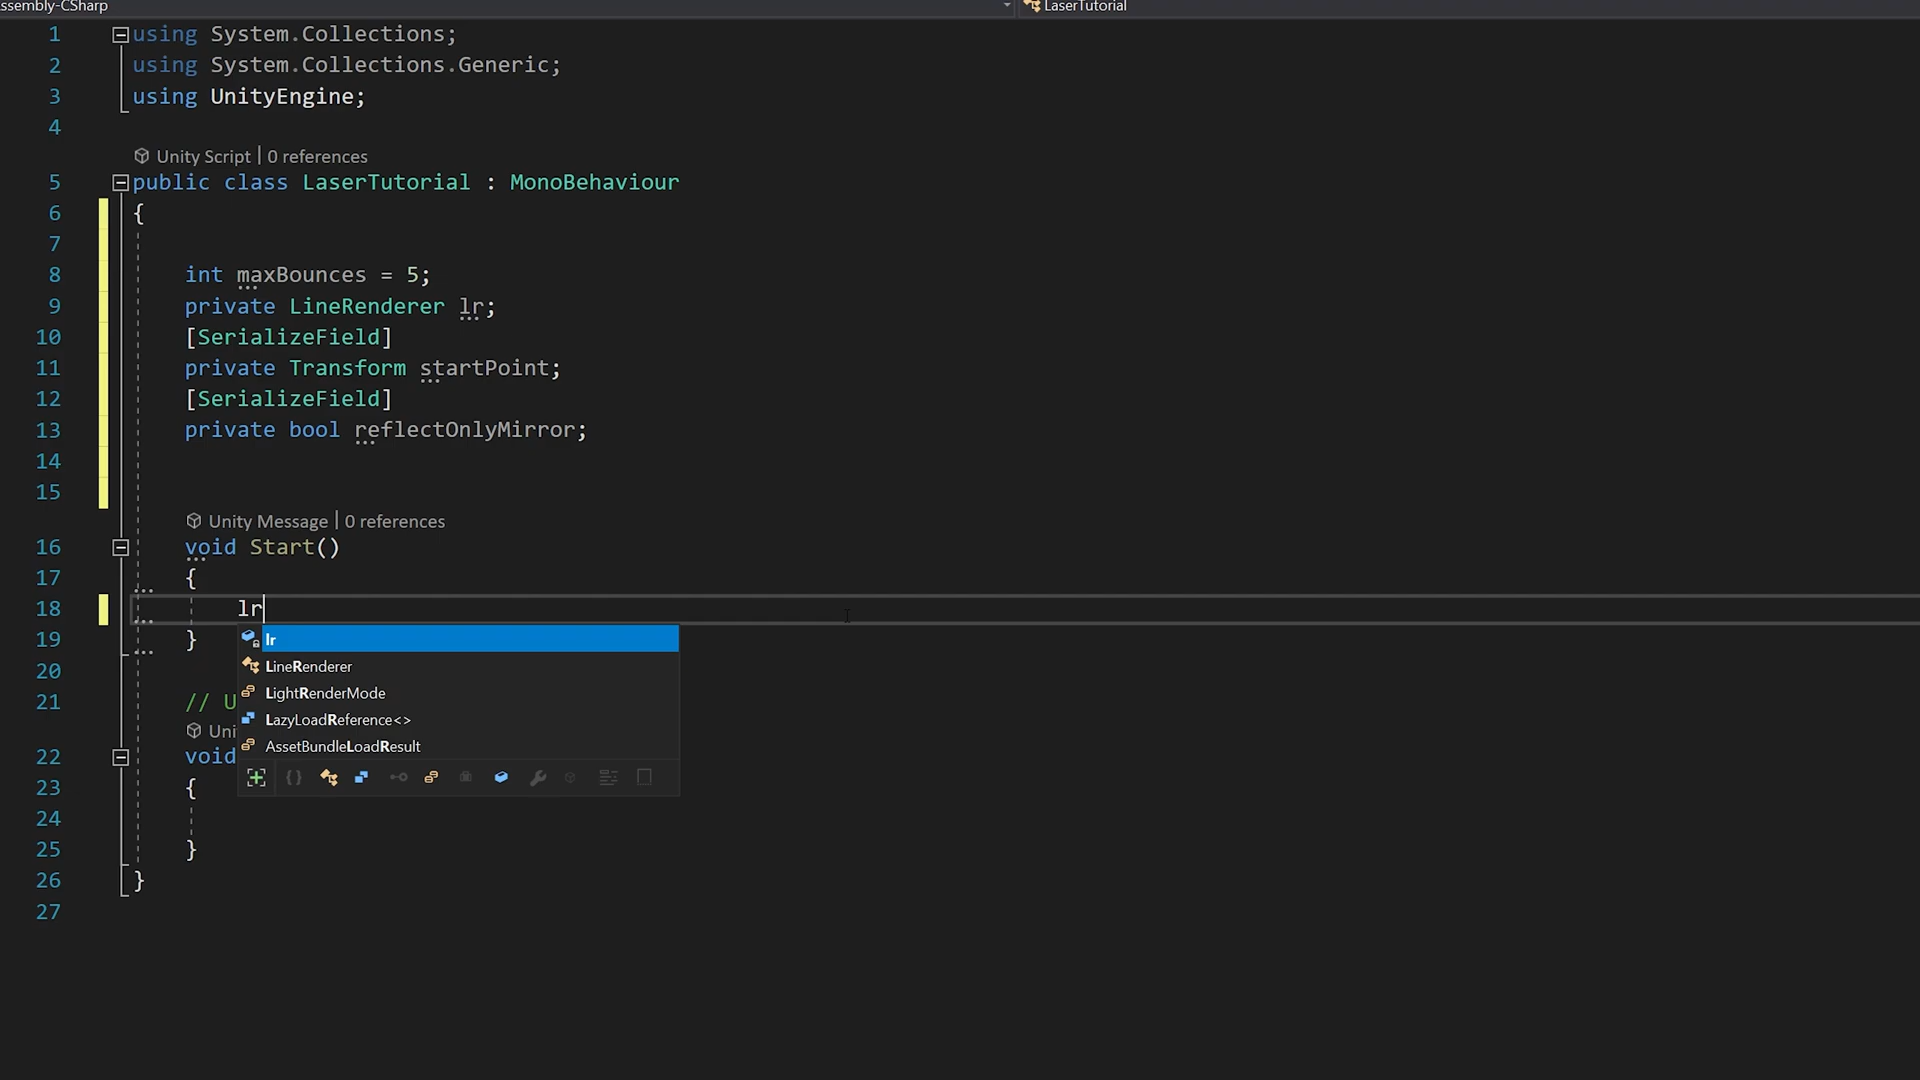 ssembly-CSharp
LaserTutorial
1 using System.Collections;
2 using System.Collections.Generic;
3 using UnityEngine;
4
Unity Script | 0 references
5 public class LaserTutorial : MonoBehaviour
6 {
7
8 int maxBounces = 5;
9 private LineRenderer lr;
10 [SerializeField]
11 private Transform startPoint;
12 [SerializeField]
13 private bool reflectOnlyMirror;
14
15
Unity Message | 0 references
16 void Start()
17 {
18 lr
19 }
lr
20
LineRenderer
LightRenderMode
21 // U
LazyLoadReference<>
Uni
AssetBundleLoadResult
22 void
23 {
24
25 }
26 }
27